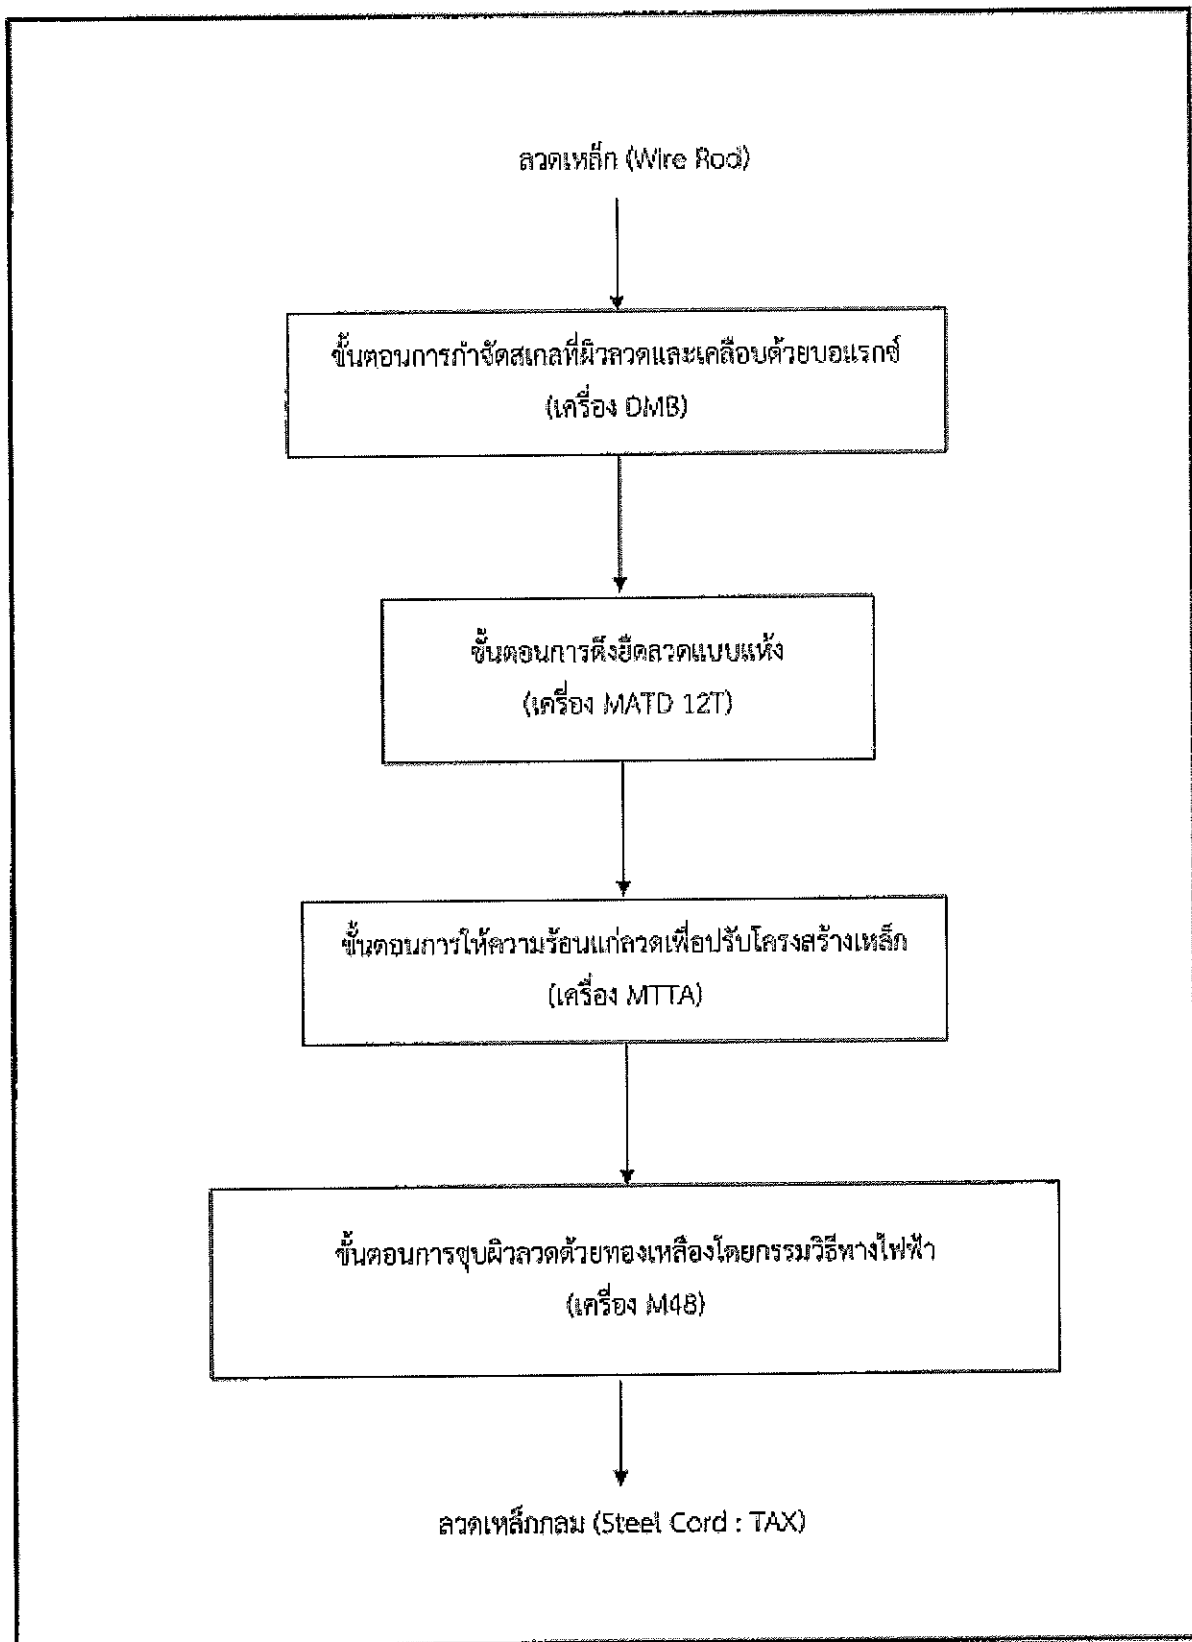 ลวดเหล็ก (Wire Rod)
ขั้นตอนการกำจัดสเกลที่ผิวลวดและเคลือบด้วยบอแรกซ์
(เครื่อง DMB)
ขั้นตอนการดึงยืดลวดแบบแห้ง
(เครื่อง MATD 12T)
ขั้นตอนการให้ความร้อนแก่ลวดเพื่อปรับโครงสร้างเหล็ก
(เครื่อง MTTA)
ขั้นตอนการชุบผิวลวดด้วยทองเหลืองโดยกรรมวิธีทางไฟฟ้า
(เครื่อง M48)
ลวดเหล็กกลม (Steel Cord : TAX)